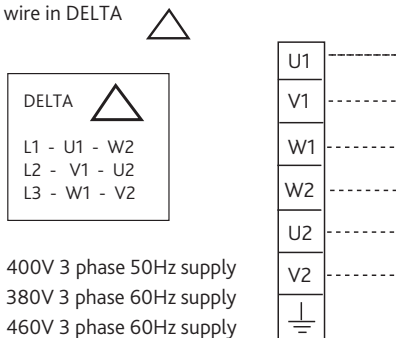 wire in DELTA
DELTA
L1 - U1 - W2
L2 - V1 - U2
L3 - W1 - V2
400V 3 phase 50Hz supply
380V 3 phase 60Hz supply
460V 3 phase 60Hz supply
U1
V1
W1
W2
U2
V2